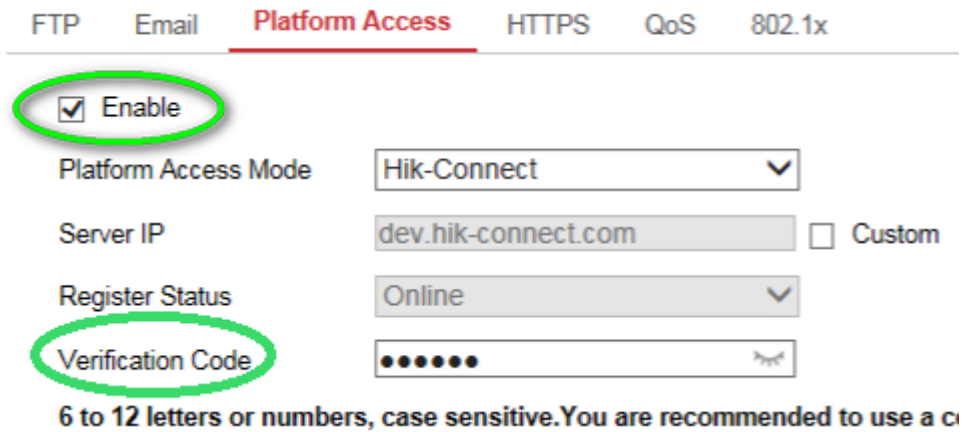 FTP Email Platform Access HTTPS QoS 802.1x
Enable
Platform Access Mode Hik-Connect
Server IP dev.hik-connect.com Custom
Register Status Online
Verification Code ●●●●●●
6 to 12 letters or numbers, case sensitive.You are recommended to use a